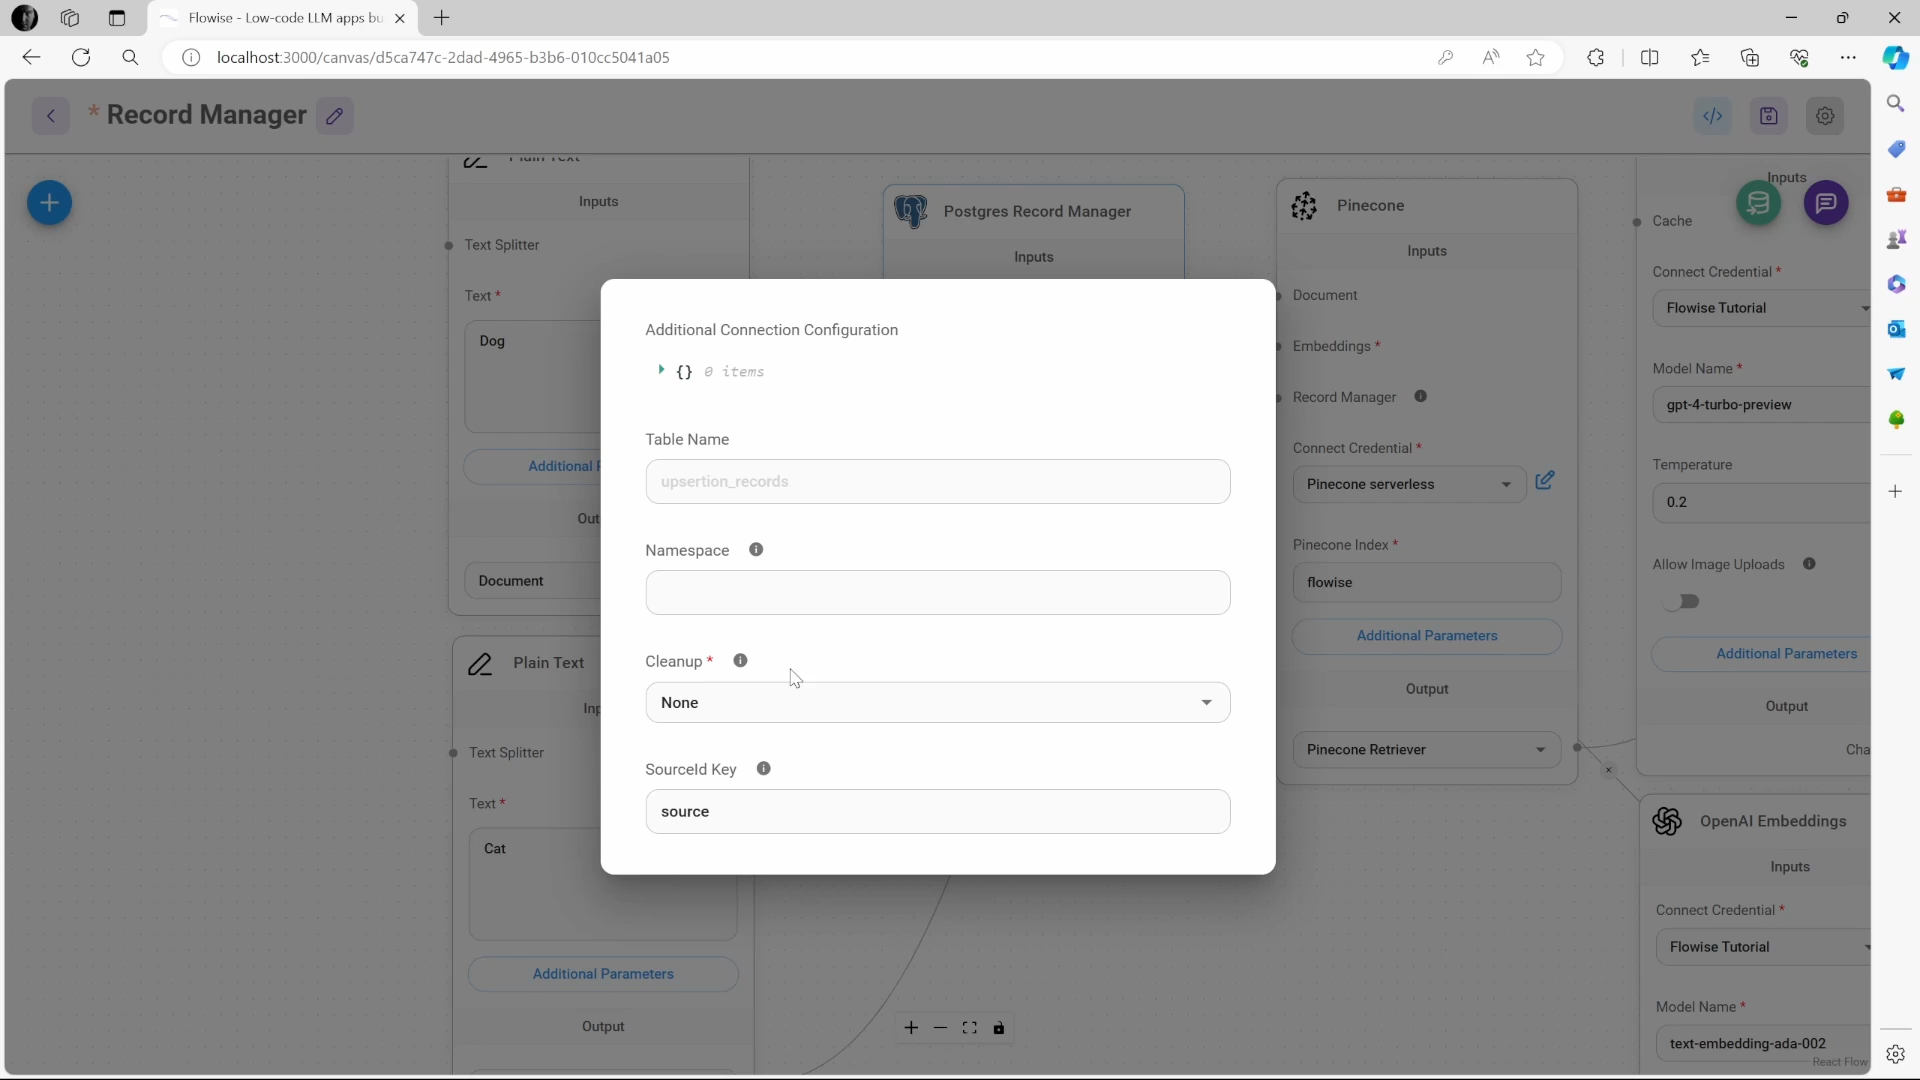 Flowise - Low-code LLM apps bu
localhost:3000/canvas/d5ca747c-2dad-4965-b3b6-010cc5041a05
* Record Manager
Plain Text
Inputs
Text Splitter
Text *
Dog
Additional
Document
Plain Text
Text Splitter
Text *
Cat
Additional Parameters
Output
Postgres Record Manager
Inputs
Additional Connection Configuration
{} 0 items
Table Name
upsertion_records
Namespace
Cleanup *
None
SourceId Key
source
Pinecone
Inputs
Document
Embeddings *
Record Manager
Connect Credential *
Pinecone serverless
Pinecone Index *
flowise
Additional Parameters
Output
Pinecone Retriever
Inputs
Cache
Connect Credential *
Flowise Tutorial
Model Name *
gpt-4-turbo-preview
Temperature
0.2
Allow Image Uploads
Additional Parameters
Output
Cha
OpenAI Embeddings
Inputs
Connect Credential *
Flowise Tutorial
Model Name *
text-embedding-ada-002
React Flow